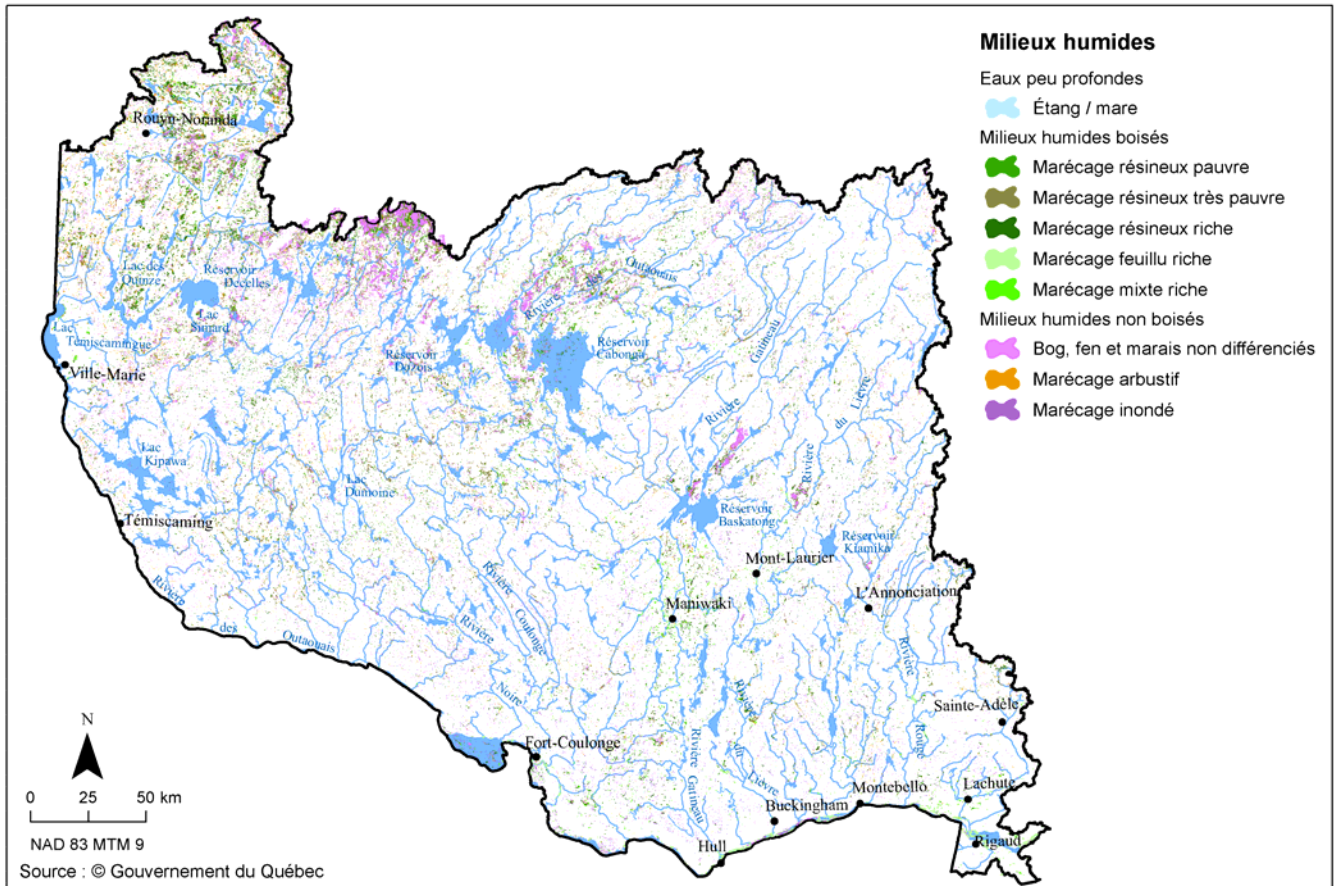 Milieux humides
Eaux peu profondes
Étang / mare
Milieux humides boisés
Marécage résineux pauvre
Marécage résineux très pauvre
Marécage résineux riche
Marécage feuillu riche
Marécage mixte riche
Milieux humides non boisés
Bog, fen et marais non différenciés
Marécage arbustif
Marécage inondé
Rouyn-Noranda
Lac des
Quinze
Réservoir
Decelles
Lac
Simard
Lac
Témiscamingue
Ville-Marie
Réservoir
Dozois
Rivière
des
Outaouais
Réservoir
Cabonga
Rivière
Gatineau
Rivière
du
Lièvre
Lac
Kipawa
Lac
Dumoine
Témiscaming
Réservoir
Baskatong
Réservoir
Kiamika
Mont-Laurier
L'Annonciation
Maniwaki
Rivière
des
Outaouais
Rivière
Coulonge
Rivière
Noire
Rivière
Gatineau
Rivière
du
Lièvre
Rivière
Rouge
Sainte-Adèle
Fort-Coulonge
Buckingham
Montebello
Lachute
Hull
Rigaud
N
0 25 50 km
NAD 83 MTM 9
Source : © Gouvernement du Québec